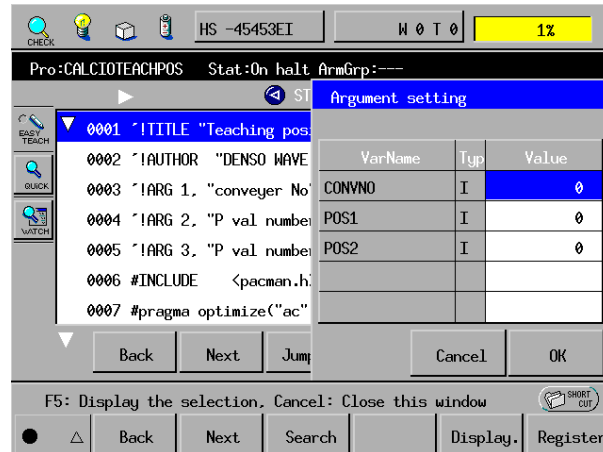 CHECK
HS -45453EI
W 0 T 0
1%
Pro:CALCIOTEACHPOS Stat:On halt ArmGrp:---
ST
Argument setting
EASY TEACH
QUICK
WATCH
0001 ´!TITLE "Teaching pos
0002 ´!AUTHOR "DENSO WAVE
0003 ´!ARG 1, "conveyer No
0004 ´!ARG 2, "P val number
0005 ´!ARG 3, "P val number
0006 #INCLUDE <pacman.h
0007 #pragma optimize("ac"
VarName Typ Value
CONVNO I 0
POS1 I 0
POS2 I 0
Back Next Jump
Cancel OK
F5: Display the selection, Cancel: Close this window
SHORT CUT
Back Next Search Display. Register